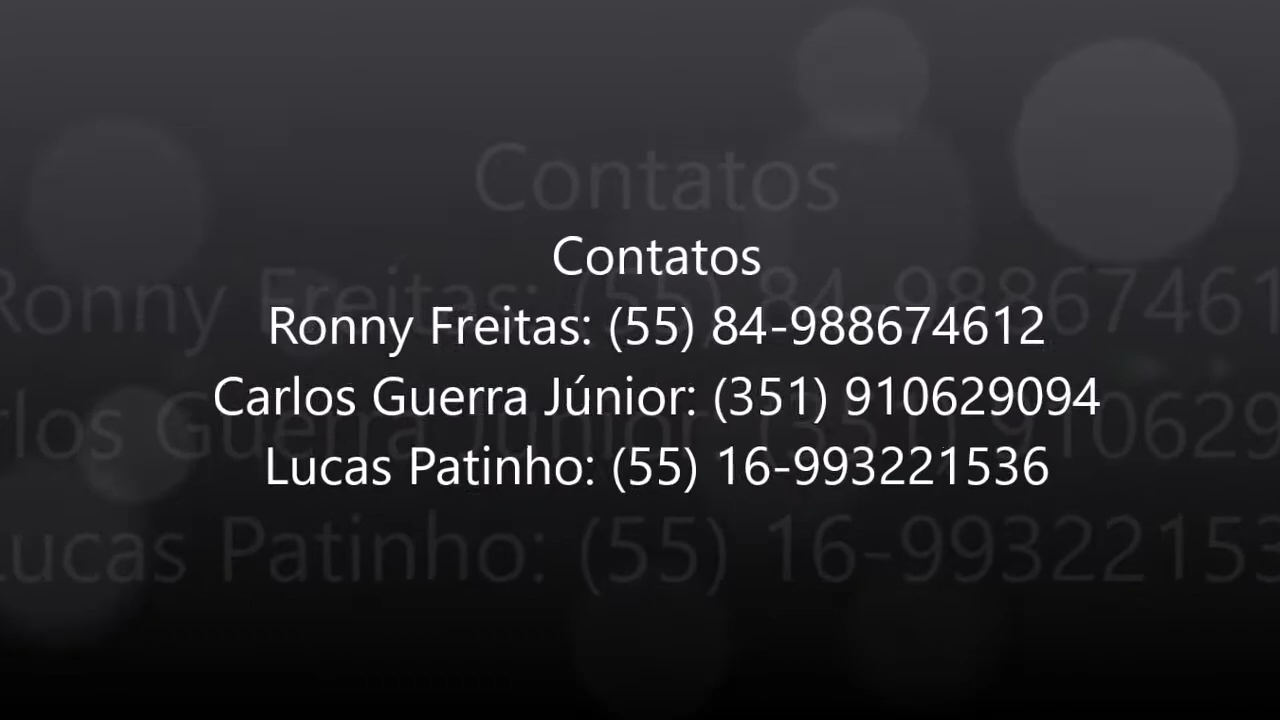 Contatos
Ronny Freitas: (55) 84-988674612
Carlos Guerra Júnior: (351) 910629094
Lucas Patinho: (55) 16-993221536